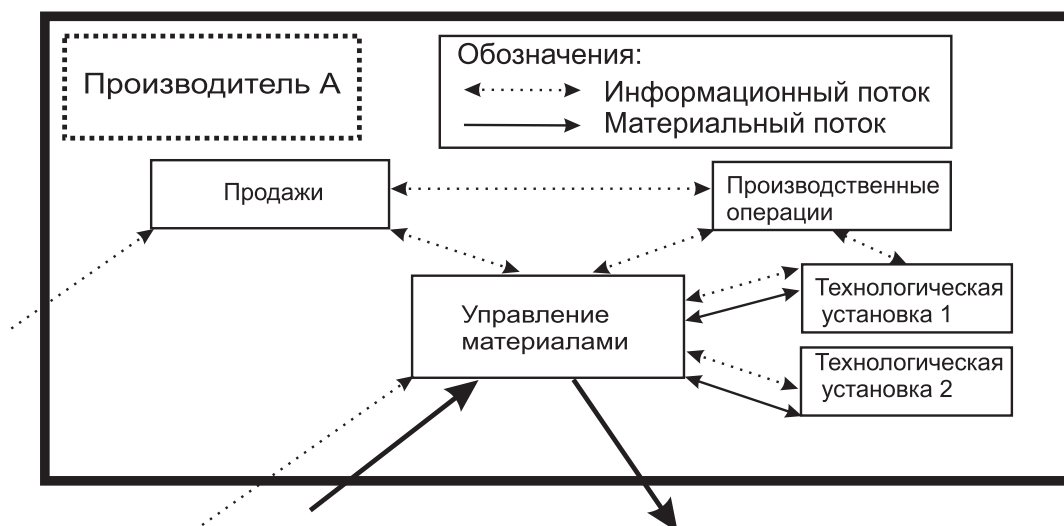 Производитель А
Обозначения:
Информационный поток
Материальный поток
Продажи
Производственные
операции
Управление
материалами
Технологическая
установка 1
Технологическая
установка 2